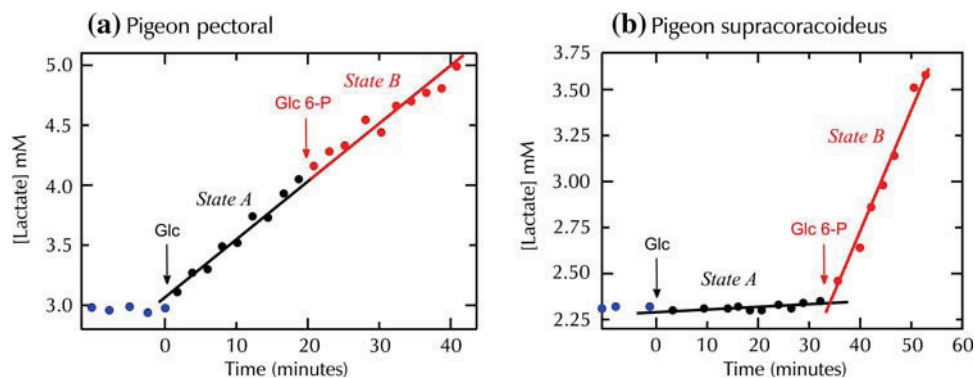 (a) Pigeon pectoral
[Lactate] mM
5.0
4.5
4.0
3.5
3.0
State B
Glc 6-P
State A
Glc
0 10 20 30 40
Time (minutes)
(b) Pigeon supracoracoideus
[Lactate] mM
3.75
3.50
3.25
3.00
2.75
2.50
2.25
State B
Glc 6-P
Glc
State A
0 10 20 30 40 50 60
Time (minutes)